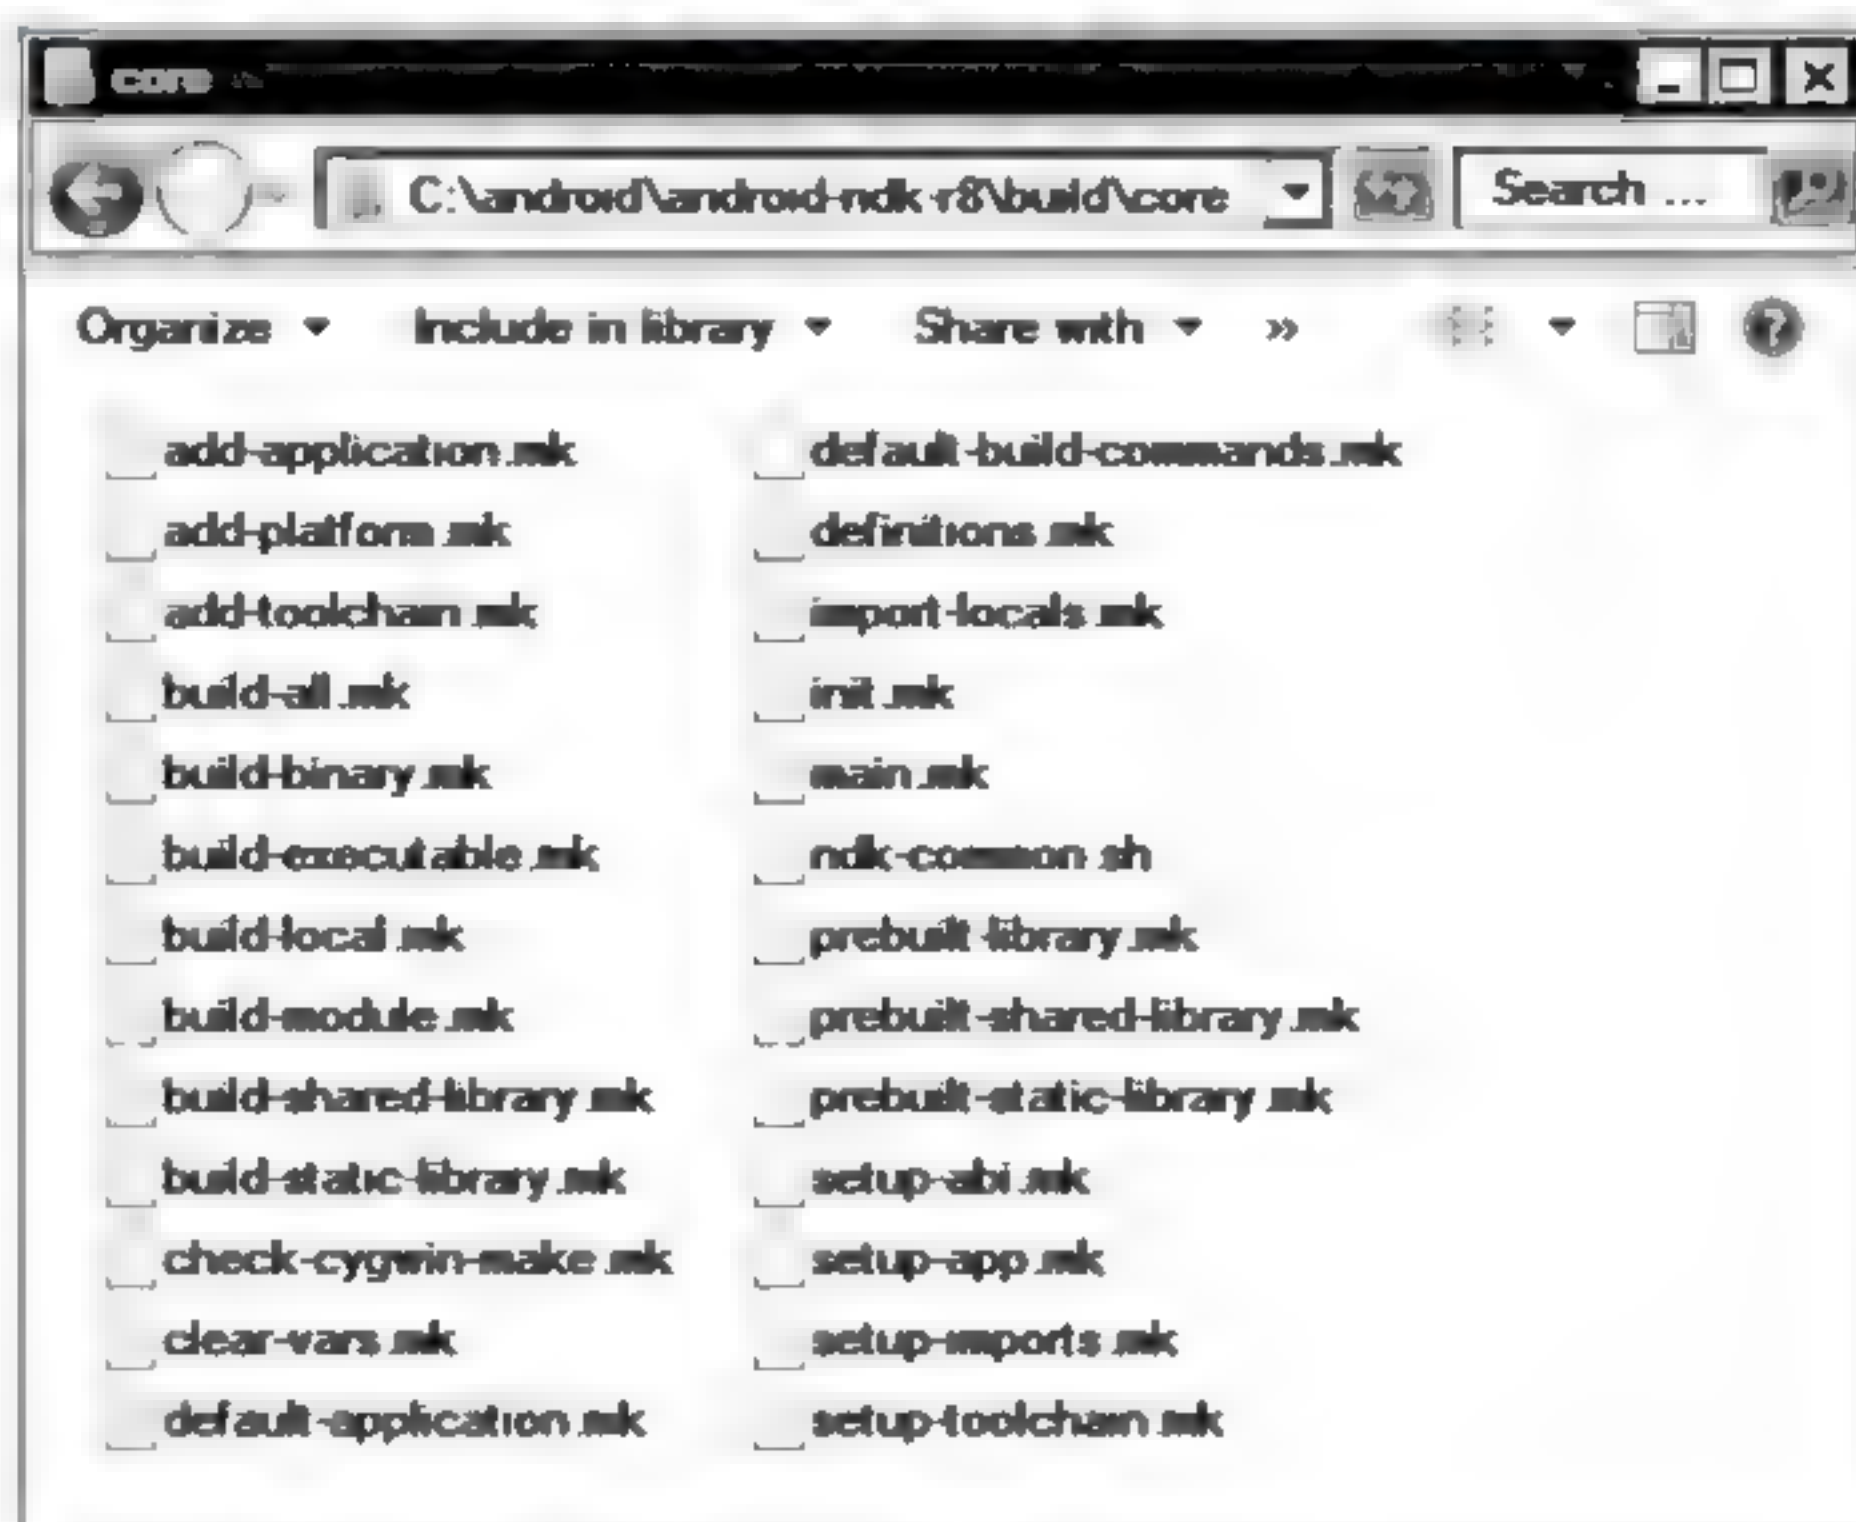 core
C:\android\android-ndk-r8\build\core
Search ...
Organize Include in library Share with »
add-application.mk
add-platform.mk
add-toolchain.mk
build-all.mk
build-binary.mk
build-executable.mk
build-local.mk
build-module.mk
build-shared-library.mk
build-static-library.mk
check-cygwin-make.mk
clear-vars.mk
default-application.mk
default-build-commands.mk
definitions.mk
import-locals.mk
init.mk
main.mk
ndk-common.sh
prebuilt-library.mk
prebuilt-shared-library.mk
prebuilt-static-library.mk
setup-abi.mk
setup-app.mk
setup-imports.mk
setup-toolchain.mk